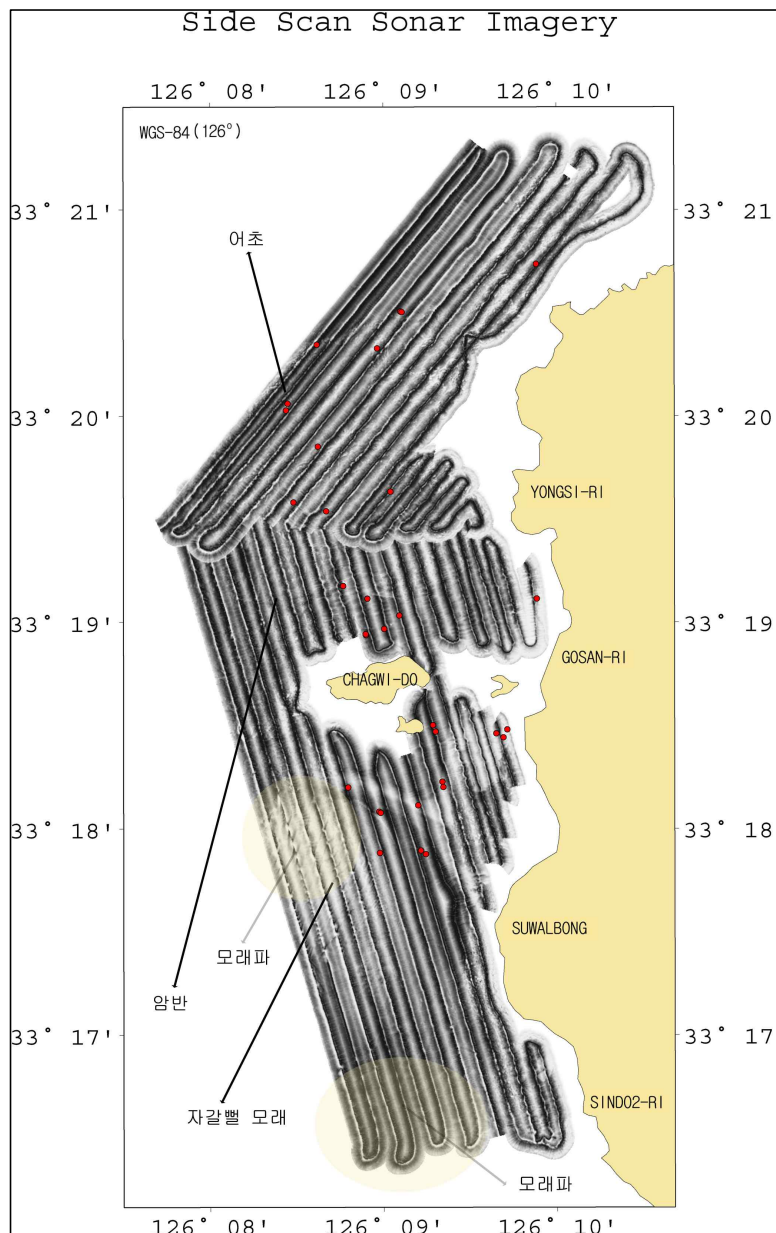 Side Scan Sonar Imagery
126° 08' 126° 09' 126° 10'
WGS-84(126°)
33° 21' 33° 21'
어초
33° 20' 33° 20'
YONGSI-RI
33° 19' 33° 19'
GOSAN-RI
CHAGWI-DO
33° 18' 33° 18'
SUWALBONG
모래파
암반
33° 17' 33° 17'
SINDO2-RI
자갈뻘 모래
모래파
126° 08' 126° 09' 126° 10'